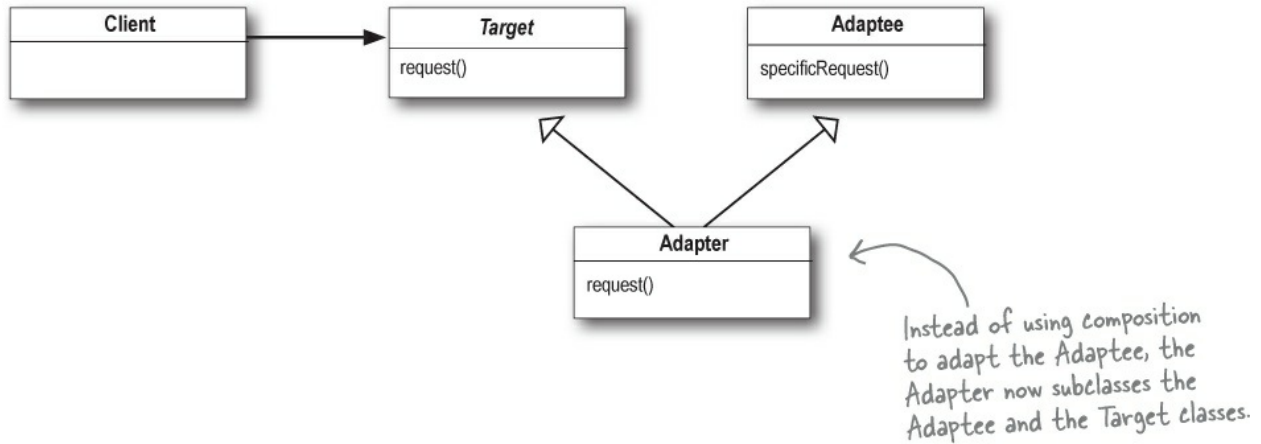 Client
Target
request()
Adaptee
specificRequest()
Adapter
request()
Instead of using composition
to adapt the Adaptee, the
Adapter now subclasses the
Adaptee and the Target classes.